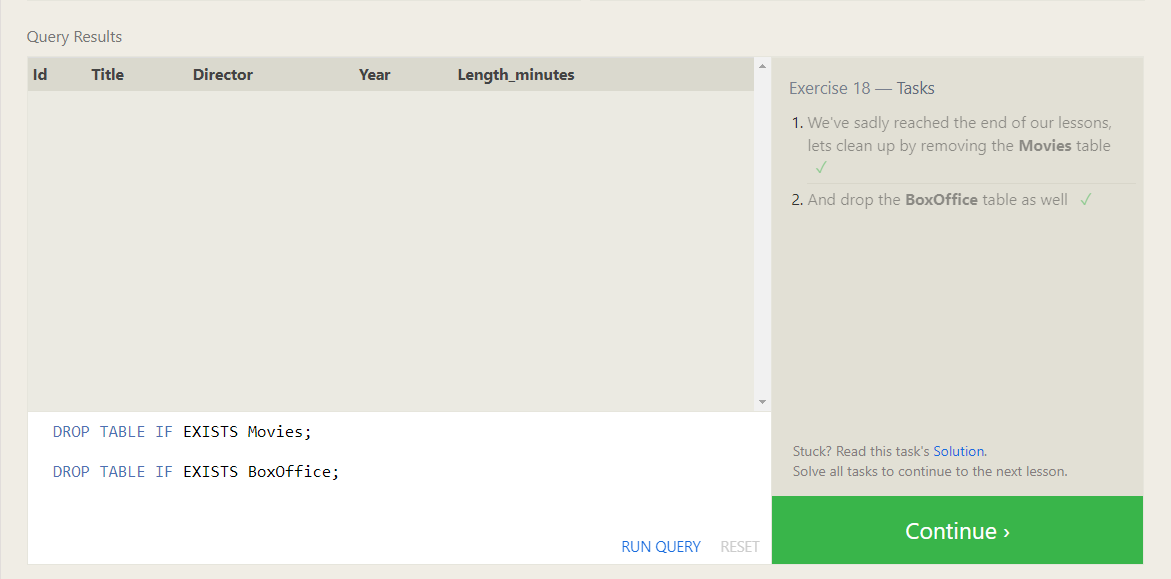 Query Results
Id Title Director Year Length_minutes
DROP TABLE IF EXISTS Movies;
DROP TABLE IF EXISTS BoxOffice;
RUN QUERY RESET
Exercise 18 — Tasks
1. We've sadly reached the end of our lessons,
lets clean up by removing the Movies table
✓
2. And drop the BoxOffice table as well ✓
Stuck? Read this task's Solution.
Solve all tasks to continue to the next lesson.
Continue ›